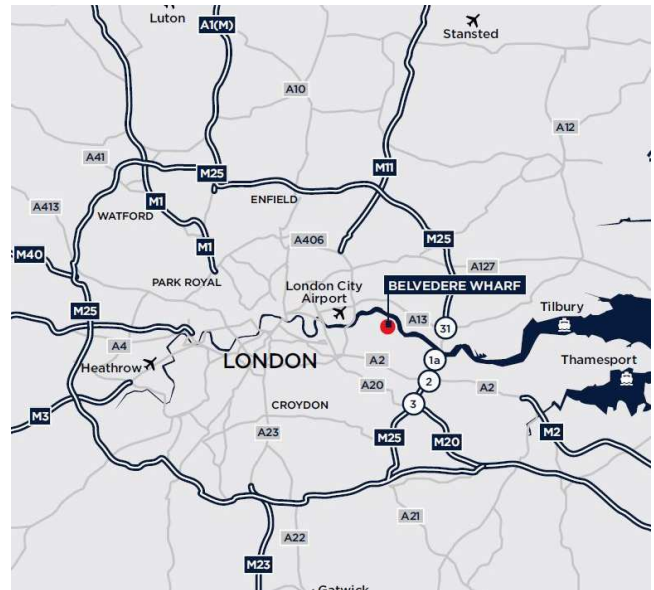 Luton
A1(M)
Stansted
A10
A12
A41
M25
M11
A413
M1
ENFIELD
WATFORD
M1
A406
M25
M40
PARK ROYAL
A127
London City
Airport
BELVEDERE WHARF
M25
A13
31
Tilbury
A4
Heathrow
LONDON
A2
1a
Thamesport
A20
2
A2
M3
CROYDON
3
A23
M25
M20
M2
A21
A22
M23
Gatwick